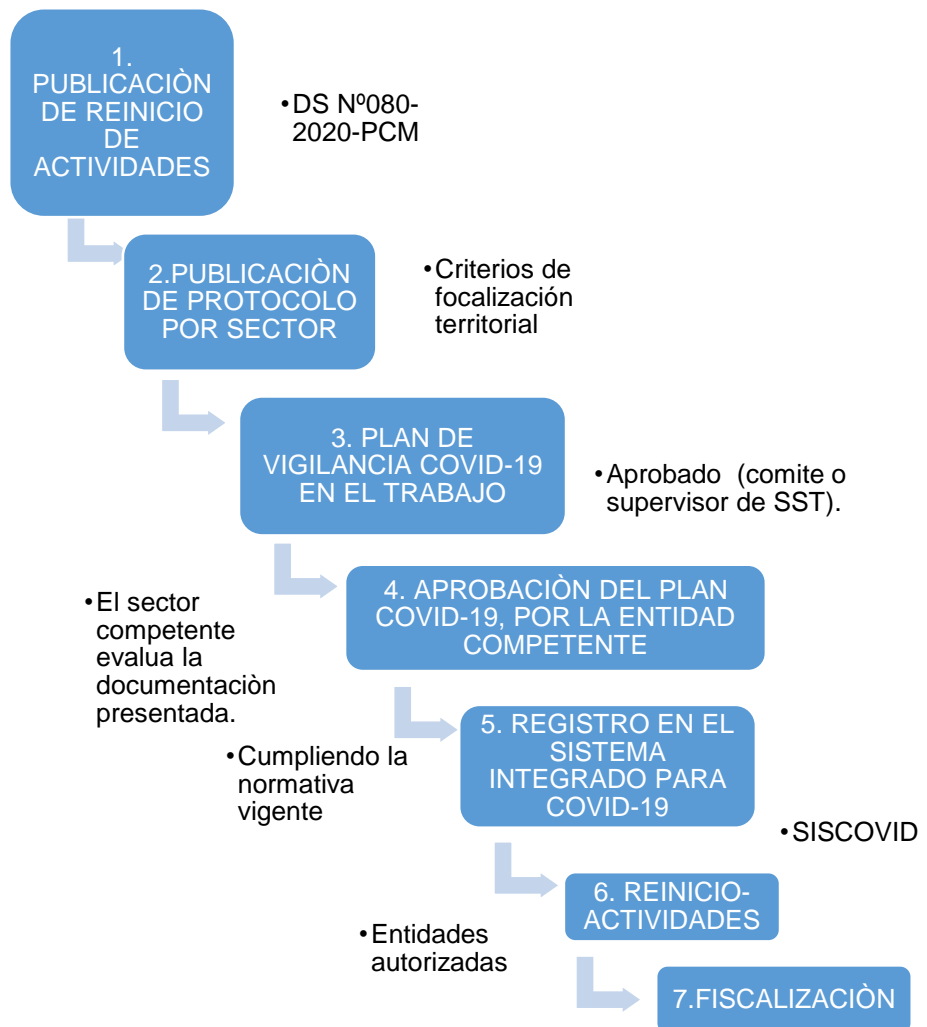 1.
PUBLICACIÒN
DE REINICIO
DE
ACTIVIDADES
•DS Nº080-
2020-PCM
2.PUBLICACIÒN
DE PROTOCOLO
POR SECTOR
•Criterios de
focalización
territorial
3. PLAN DE
VIGILANCIA COVID-19
EN EL TRABAJO
•Aprobado (comite o
supervisor de SST).
4. APROBACIÒN DEL PLAN
COVID-19, POR LA ENTIDAD
COMPETENTE
•El sector
competente
evalua la
documentaciòn
presentada.
5. REGISTRO EN EL
SISTEMA
INTEGRADO PARA
COVID-19
•Cumpliendo la
normativa
vigente
•SISCOVID
6. REINICIO-
ACTIVIDADES
•Entidades
autorizadas
7.FISCALIZACIÒN